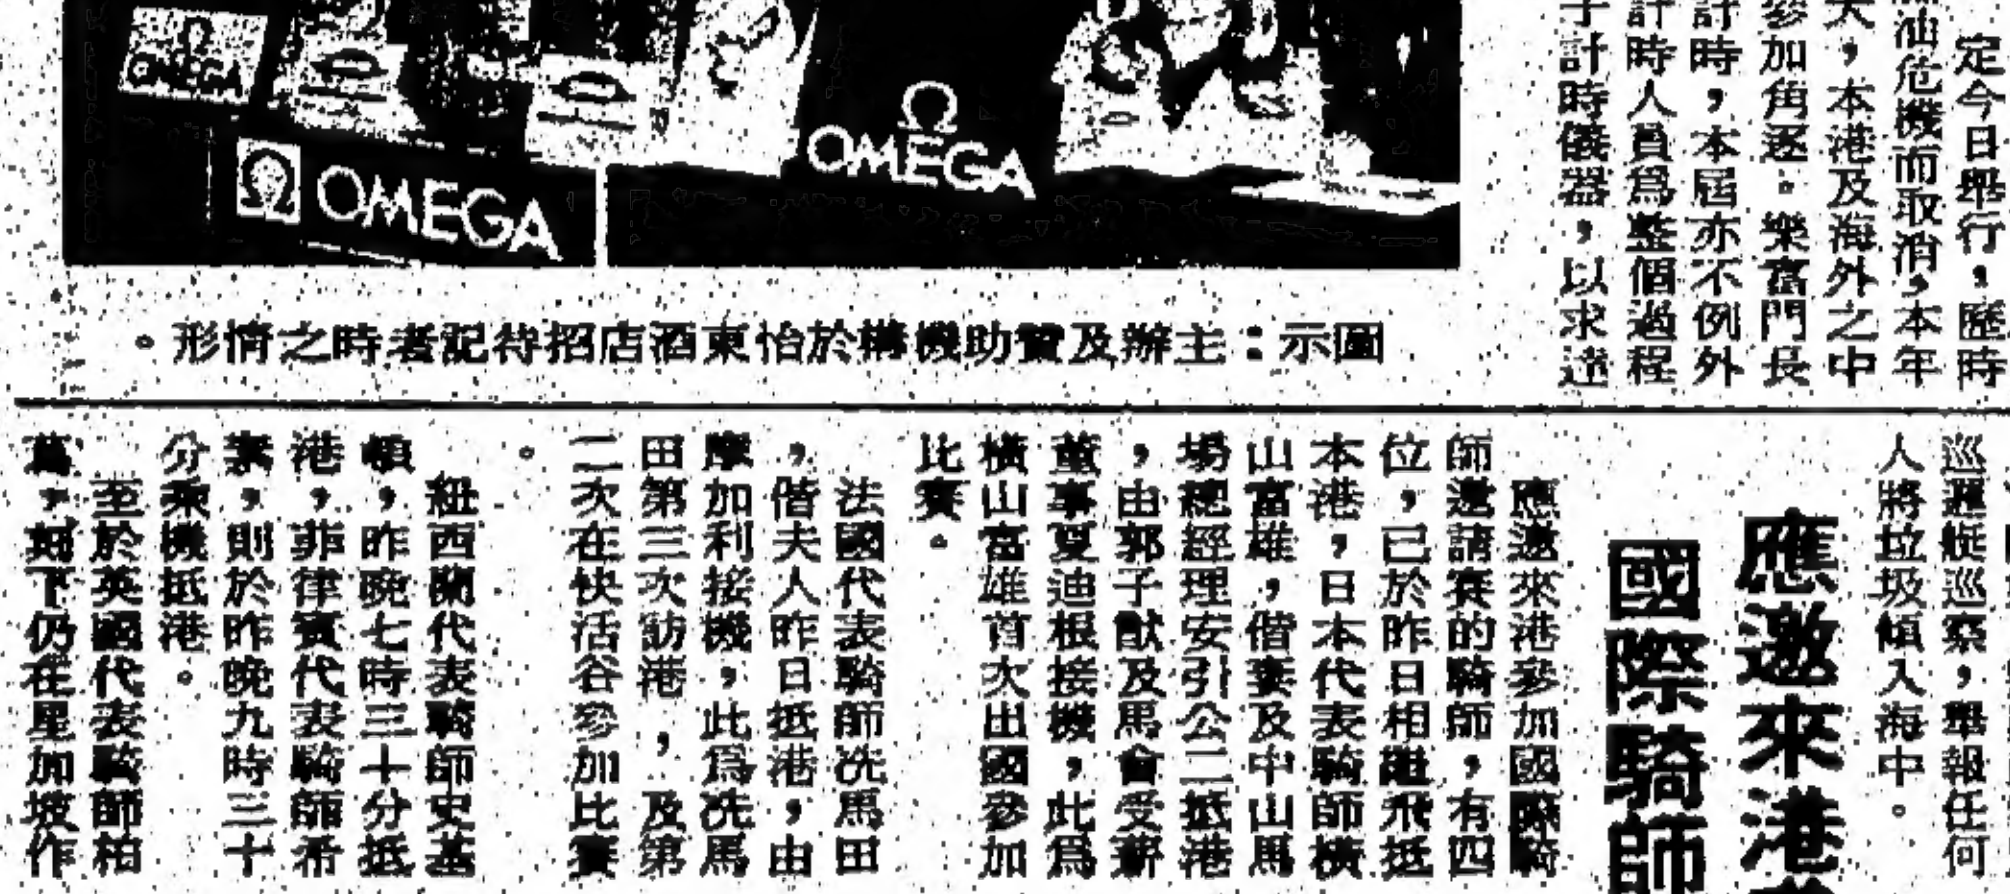 定今日舉行，歷時
油危機而取消，本年
大，本港及海外之中
參加角逐。樂富門長
計時，本屆亦不例外
計時人員爲整個過程
子計時儀器，以求達
OMEGA
OMEGA
OMEGA
圖示：主辦及贊助機構於怡東酒店招待記者時之情形。
巡邏艇巡察，舉報任何
人將垃圾傾入海中。
應邀來港
國際騎師
應邀來港參加國際騎
師邀請賽的騎師，有四
位，已於昨日相繼飛抵
本港，日本代表騎師橫
山富雄，偕妻及中山馬
場總經理安引公二抵港
，由郭子猷及馬會受薪
董事夏迪根接機，此爲
橫山富雄首次出國參加
比賽。
法國代表騎師冼馬田
，偕夫人昨日抵港，由
摩加利接機，此爲冼馬
田第三次訪港，及第
二次在快活谷參加比賽
。
紐西蘭代表騎師史基
頓，昨晚七時三十分抵
港，菲律賓代表騎師希
素，則於昨晚九時三十
分乘機抵港。
至於英國代表騎師柏
萬，刻下仍在星加坡作